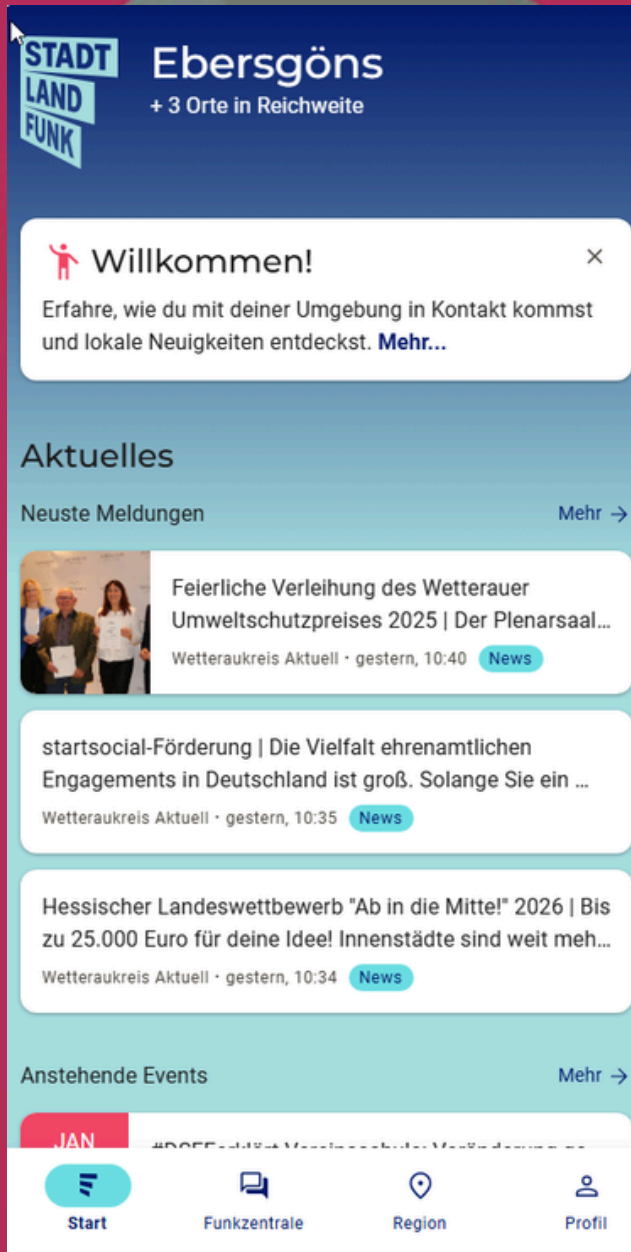 STADT
LAND
FUNK
Ebersgöns
+ 3 Orte in Reichweite
Willkommen!
Erfahre, wie du mit deiner Umgebung in Kontakt kommst
und lokale Neuigkeiten entdeckst. Mehr...
Aktuelles
Neuste Meldungen
Mehr →
Feierliche Verleihung des Wetterauer
Umweltschutzpreises 2025 | Der Plenarsaal...
Wetteraukreis Aktuell · gestern, 10:40 News
startsocial-Förderung | Die Vielfalt ehrenamtlichen
Engagements in Deutschland ist groß. Solange Sie ein ...
Wetteraukreis Aktuell · gestern, 10:35 News
Hessischer Landeswettbewerb "Ab in die Mitte!" 2026 | Bis
zu 25.000 Euro für deine Idee! Innenstädte sind weit meh...
Wetteraukreis Aktuell · gestern, 10:34 News
Anstehende Events
Mehr →
JAN
Start
Funkzentrale
Region
Profil